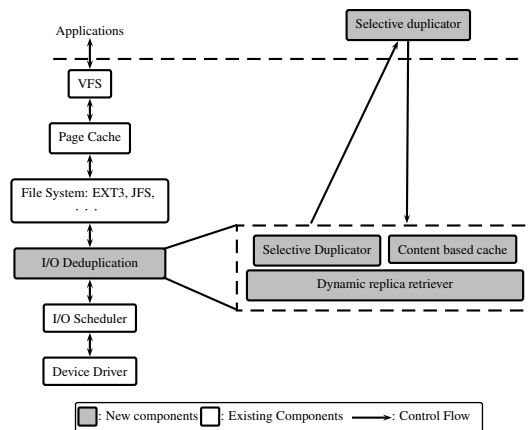 Selective duplicator
Applications
VFS
Page Cache
File System: EXT3, JFS,
. . .
Selective Duplicator
Content based cache
I/O Deduplication
Dynamic replica retriever
I/O Scheduler
Device Driver
: New components : Existing Components : Control Flow